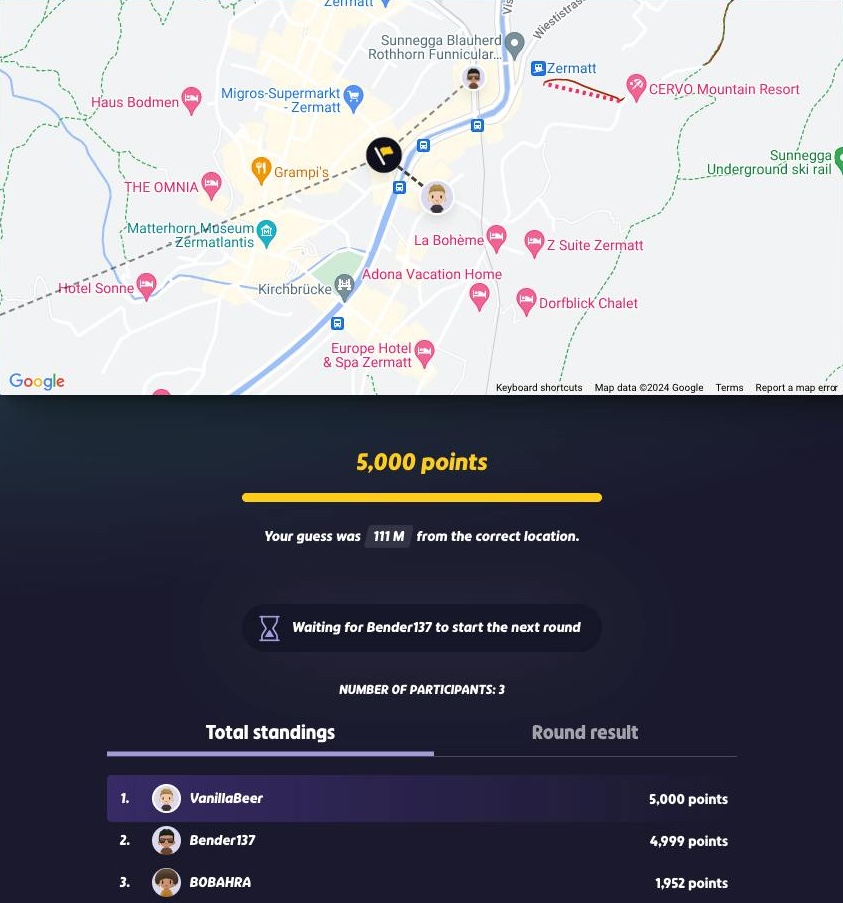 Zermatt
Vis
Wiestistrass
Sunnegga Blauherd
Rothhorn Funnicular...
Zermatt
CERVO Mountain Resort
Haus Bodmen
Migros-Supermarkt
- Zermatt
Grampi's
Sunnegga
Underground ski rail
THE OMNIA
Matterhorn Museum
Zermatlantis
La Bohème
Z Suite Zermatt
Hotel Sonne
Kirchbrücke
Adona Vacation Home
Dorfblick Chalet
Europe Hotel
& Spa Zermatt
Google
Keyboard shortcuts
Map data ©2024 Google
Terms
Report a map error
5,000 points
Your guess was 111 M from the correct location.
Waiting for Bender137 to start the next round
NUMBER OF PARTICIPANTS: 3
Total standings
Round result
1. VanillaBeer 5,000 points
2. Bender137 4,999 points
3. BOBAHRA 1,952 points